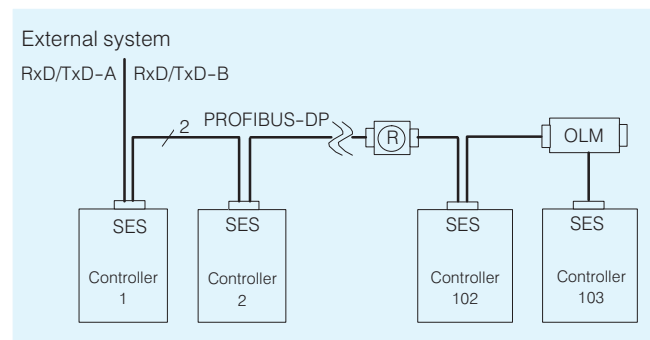 External system
RxD/TxD-A RxD/TxD-B
2 PROFIBUS-DP
R
OLM
SES SES SES SES
Controller 1
Controller 2
Controller 102
Controller 103